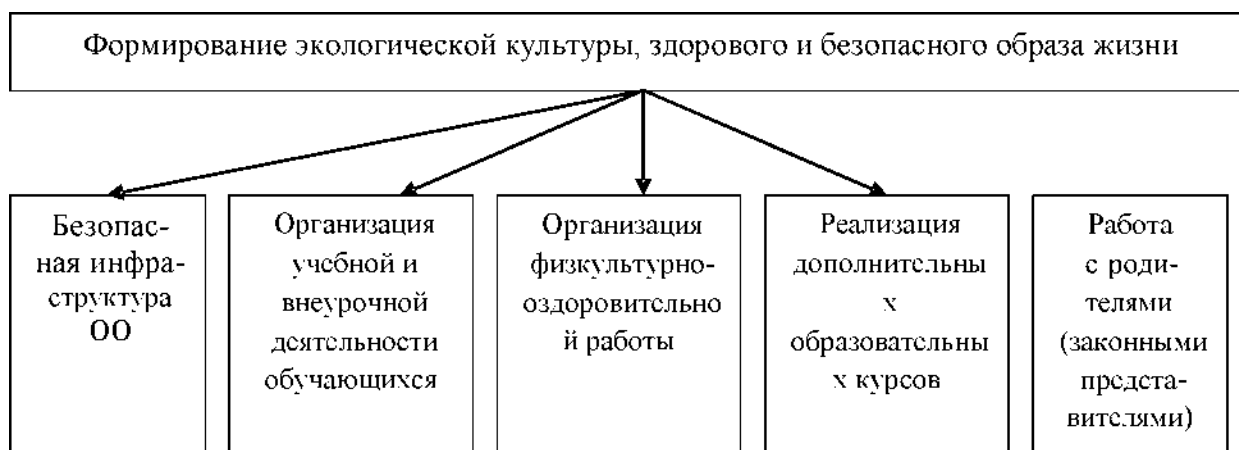 Формирование экологической культуры, здорового и безопасного образа жизни
Безопас-
ная инфра-
структура
ОО
Организация
учебной и
внеурочной
деятельности
обучающихся
Организация
физкультурно-
оздоровительно
й работы
Реализация
дополнительны
х
образовательны
х курсов
Работа
с роди-
телями
(законными
предста-
вителями)